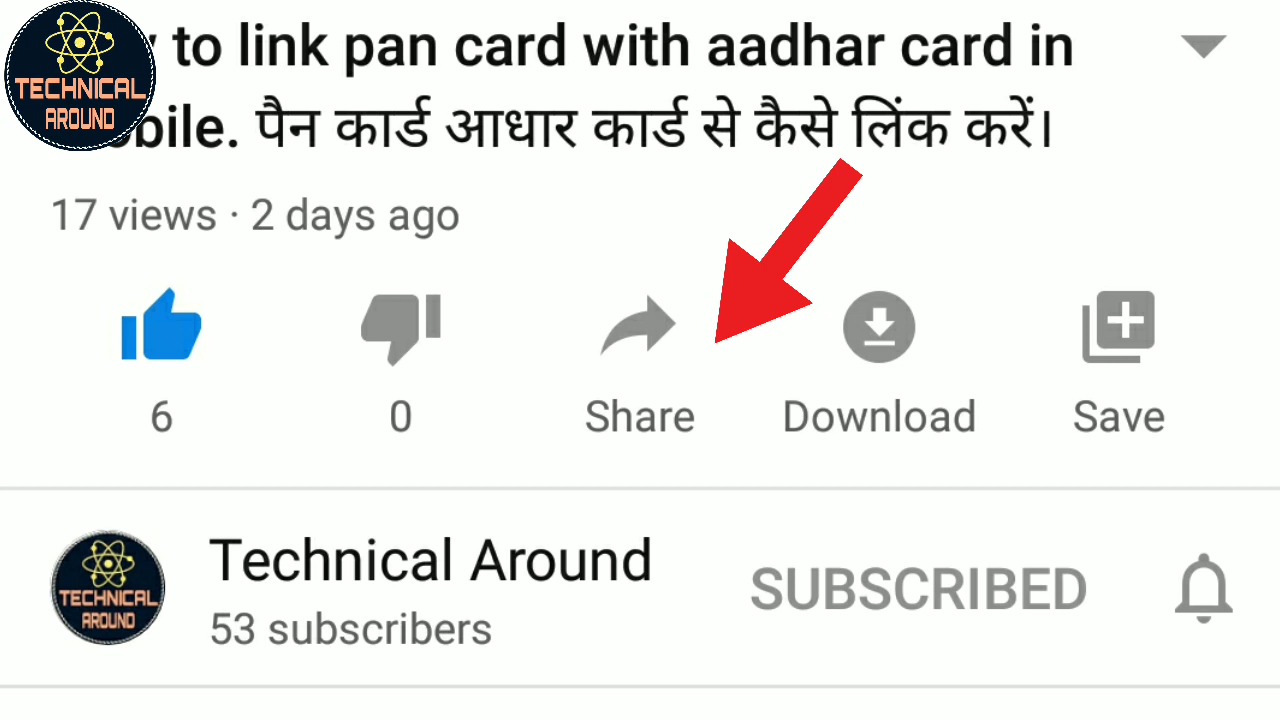 TECHNICAL
AROUND
to link pan card with aadhar card in
obile. पैन कार्ड आधार कार्ड से कैसे लिंक करें।
17 views · 2 days ago
6
0
Share
Download
Save
TECHNICAL
AROUND
Technical Around
53 subscribers
SUBSCRIBED